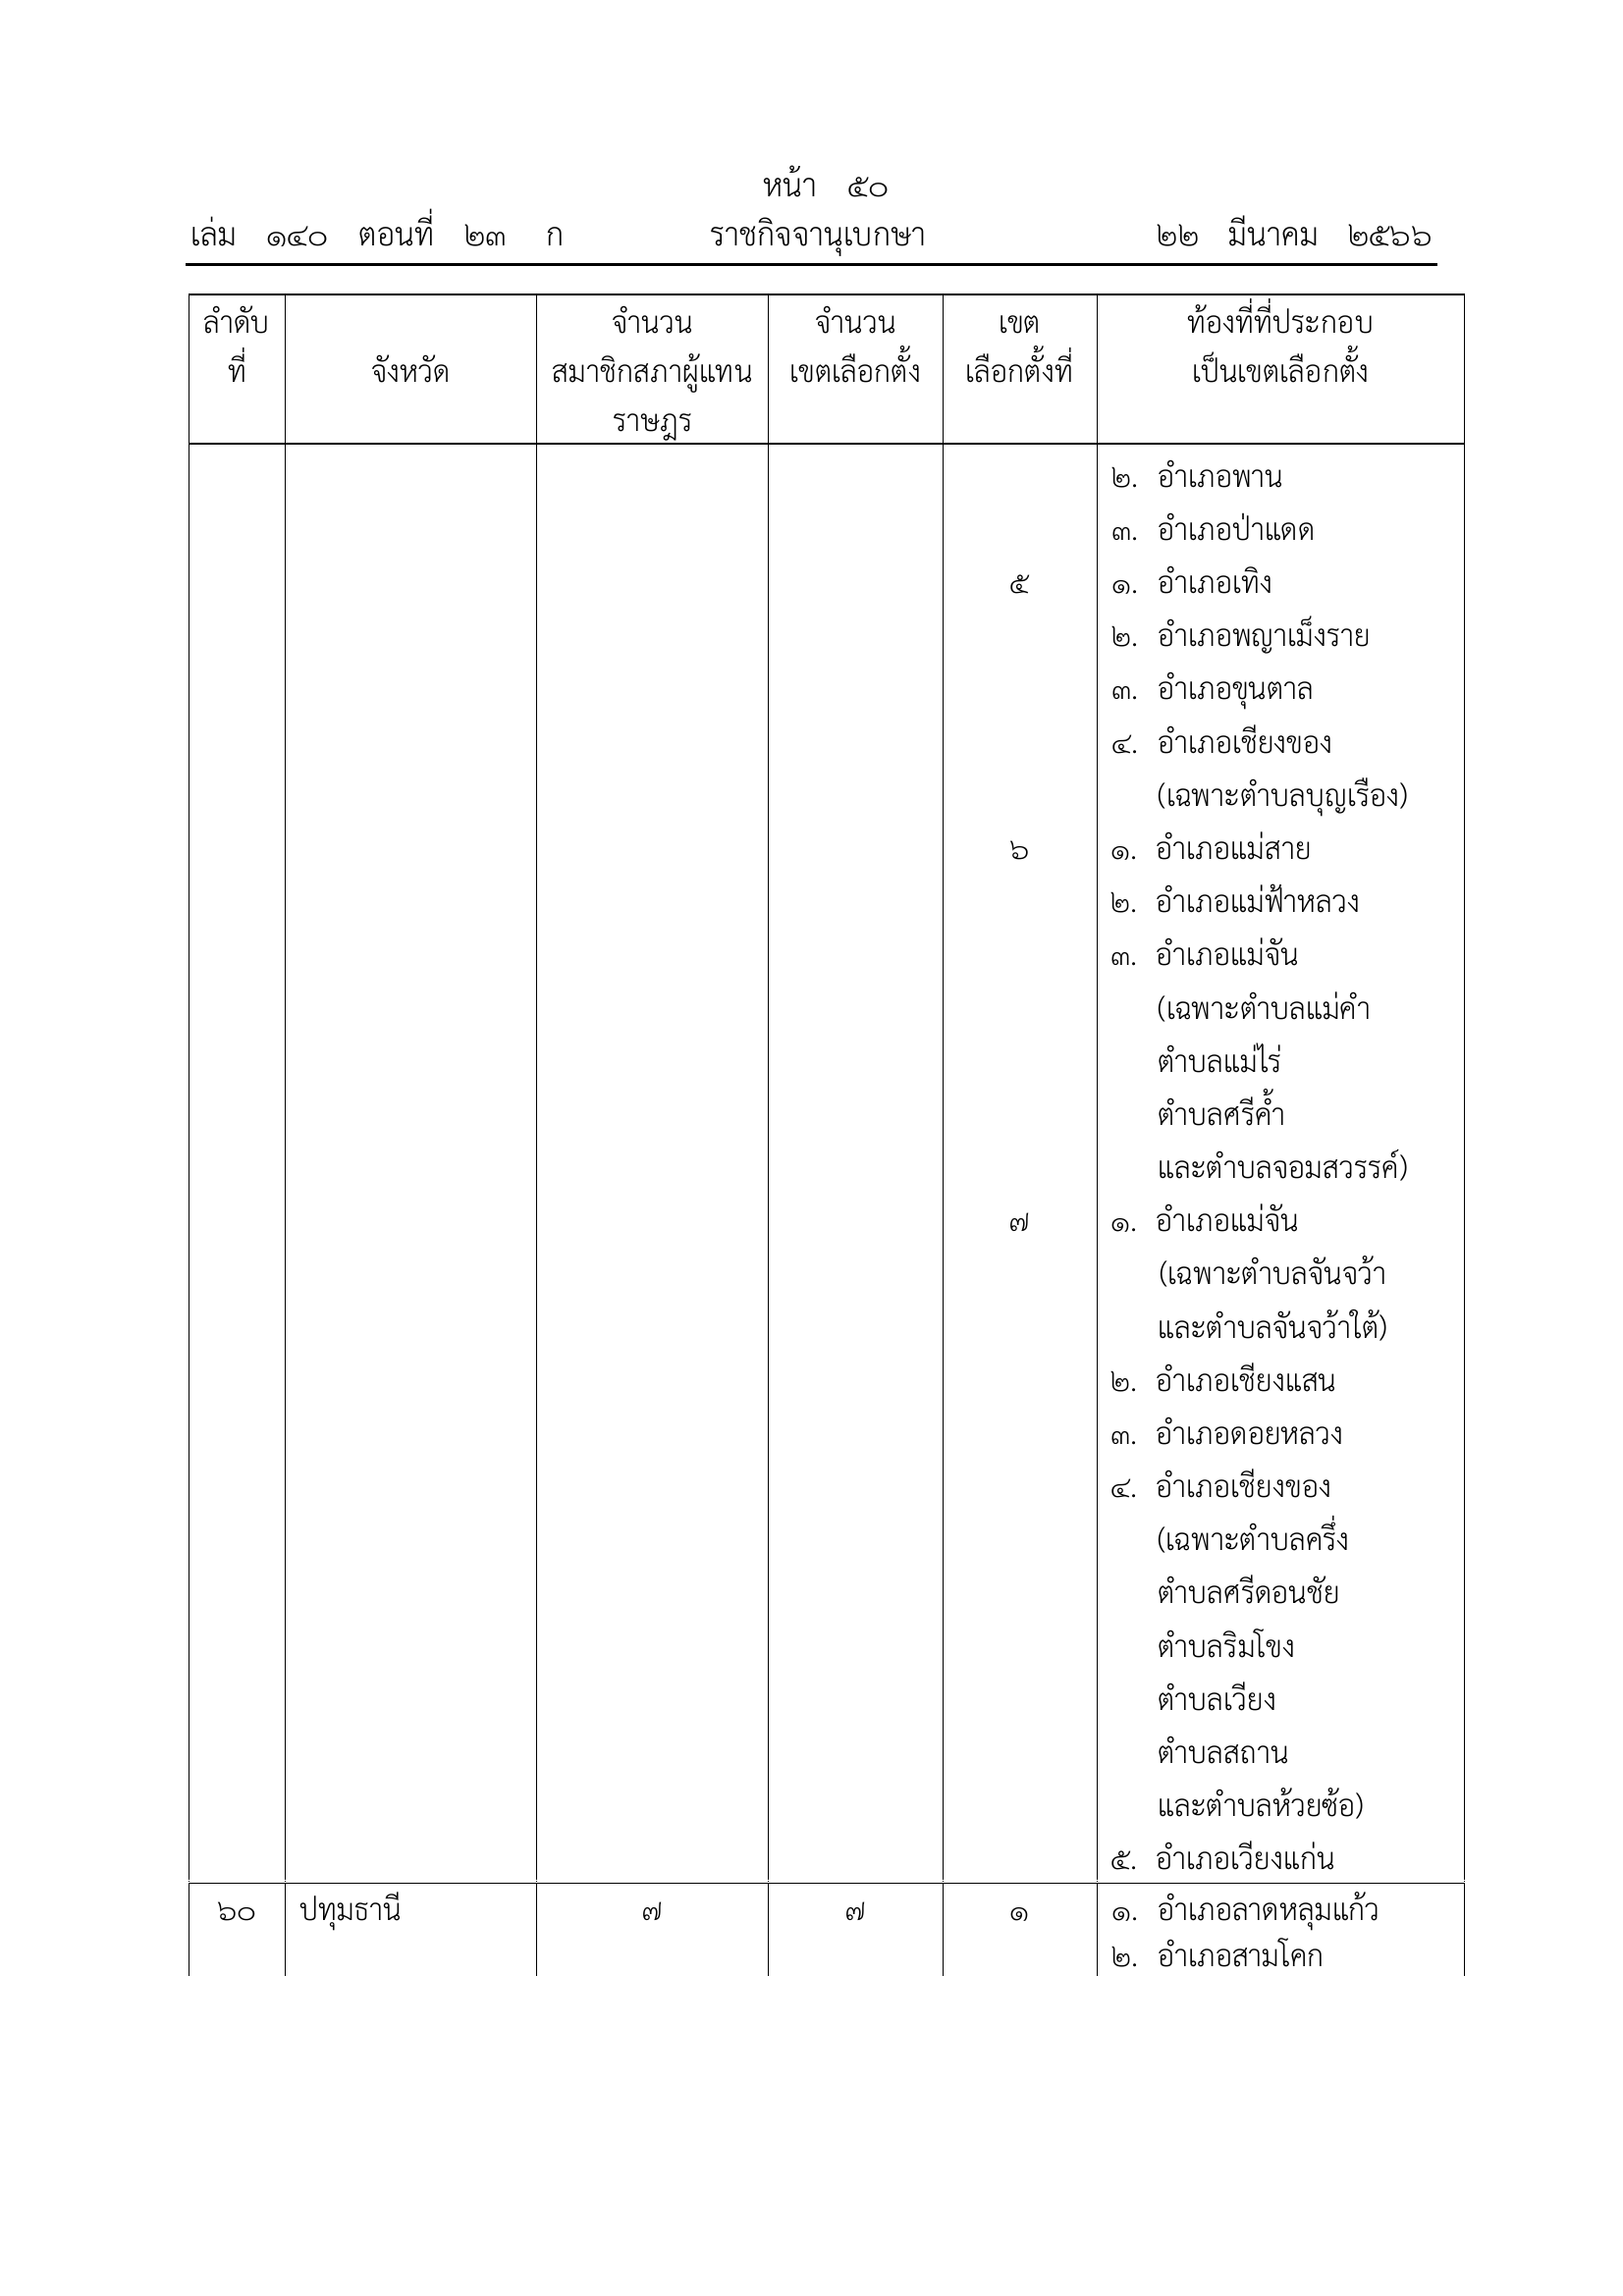 หน้า ๕๐
เล่ม ๑๔๐ ตอนที่ ๒๓ ก ราชกิจจานุเบกษา ๒๒ มีนาคม ๒๕๖๖
ลำดับ จำนวน จำนวน เขต ท้องที่ที่ประกอบ
ที่ จังหวัด สมาชิกสภาผู้แทน เขตเลือกตั้ง เลือกตั้งที่ เป็นเขตเลือกตั้ง
ราษฎร
๒. อำเภอพาน
๓. อำเภอป่าแดด
๕ ๑. อำเภอเทิง
๒. อำเภอพญาเม็งราย
๓. อำเภอขุนตาล
๔. อำเภอเชียงของ
(เฉพาะตำบลบุญเรือง)
๖ ๑. อำเภอแม่สาย
๒. อำเภอแม่ฟ้าหลวง
๓. อำเภอแม่จัน
(เฉพาะตำบลแม่คำ
ตำบลแม่ไร่
ตำบลศรีค้ำ
และตำบลจอมสวรรค์)
๗ ๑. อำเภอแม่จัน
(เฉพาะตำบลจันจว้า
และตำบลจันจว้าใต้)
๒. อำเภอเชียงแสน
๓. อำเภอดอยหลวง
๔. อำเภอเชียงของ
(เฉพาะตำบลครึ่ง
ตำบลศรีดอนชัย
ตำบลริมโขง
ตำบลเวียง
ตำบลสถาน
และตำบลห้วยซ้อ)
๕. อำเภอเวียงแก่น
๖๐ ปทุมธานี ๗ ๗ ๑ ๑. อำเภอลาดหลุมแก้ว
๒. อำเภอสามโคก